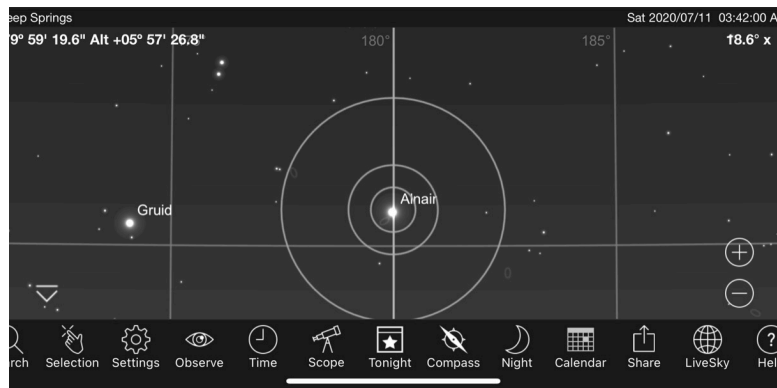 eep Springs Sat 2020/07/11 03:42:00 A
9° 59' 19.6" Alt +05° 57' 26.8" 180° 185° 18.6° x
Alnair
Gruid
rch Selection Settings Observe Time Scope Tonight Compass Night Calendar Share LiveSky Hel